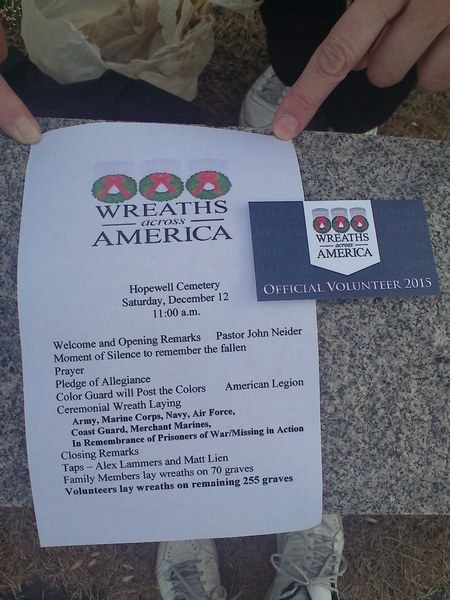 WREATHS
across
AMERICA
Hopewell Cemetery
Saturday, December 12
11:00 a.m.
Welcome and Opening Remarks Pastor John Neider
Moment of Silence to remember the fallen
Prayer
Pledge of Allegiance
Color Guard will Post the Colors American Legion
Ceremonial Wreath Laying
Army, Marine Corps, Navy, Air Force,
Coast Guard, Merchant Marines,
In Remembrance of Prisoners of War/Missing in Action
Closing Remarks
Taps – Alex Lammers and Matt Lien
Family Members lay wreaths on 70 graves
Volunteers lay wreaths on remaining 255 graves
WREATHS
across
AMERICA
OFFICIAL VOLUNTEER 2015